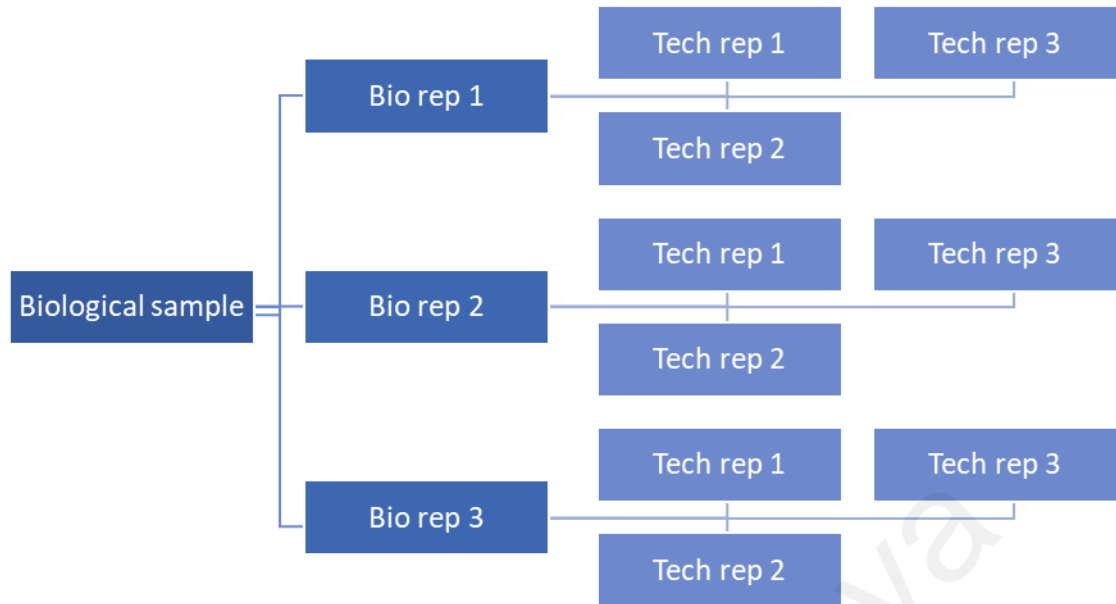 Tech rep 1
Tech rep 3
Bio rep 1
Tech rep 2
Tech rep 1
Tech rep 3
Biological sample
Bio rep 2
Tech rep 2
Tech rep 1
Tech rep 3
Bio rep 3
Tech rep 2
ya